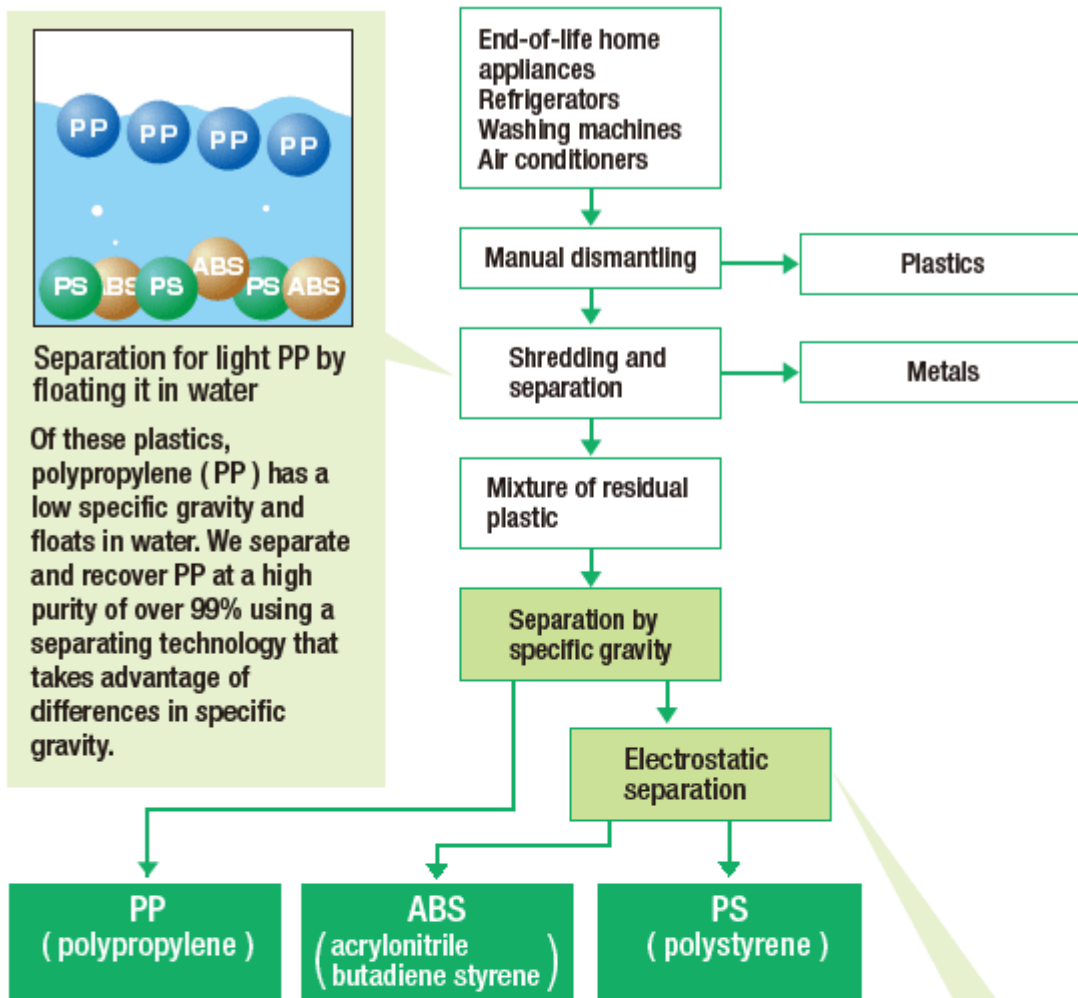 PP
PP
PP
PP
PS
ABS
PS
ABS
PS
ABS
Separation for light PP by
floating it in water
Of these plastics,
polypropylene ( PP ) has a
low specific gravity and
floats in water. We separate
and recover PP at a high
purity of over 99% using a
separating technology that
takes advantage of
differences in specific
gravity.
End-of-life home
appliances
Refrigerators
Washing machines
Air conditioners
Manual dismantling
Plastics
Shredding and
separation
Metals
Mixture of residual
plastic
Separation by
specific gravity
Electrostatic
separation
PP
( polypropylene )
ABS
( acrylonitrile
butadiene styrene )
PS
( polystyrene )